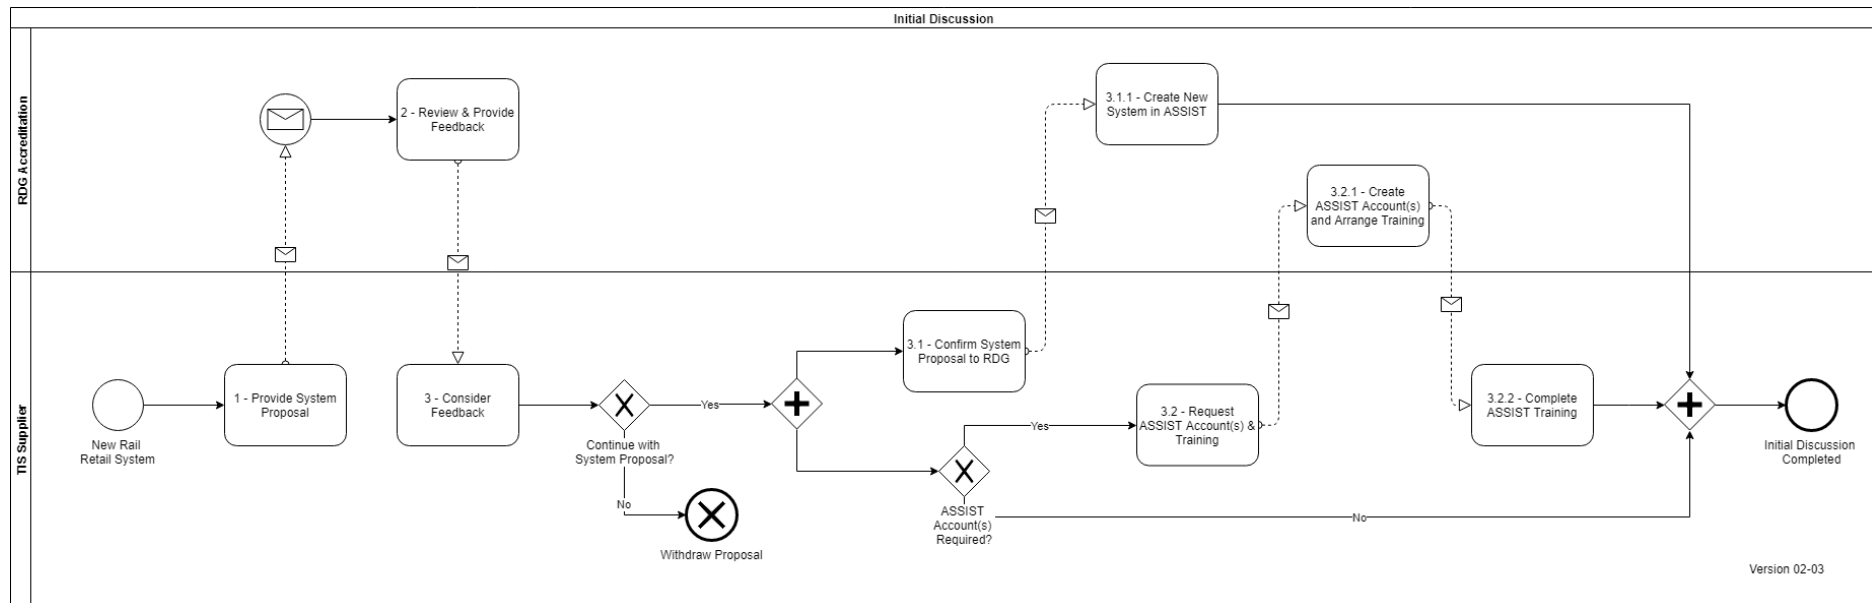 Initial Discussion
RDG Accreditation
2 - Review & Provide
Feedback
3.1.1 - Create New
System in ASSIST
3.2.1 - Create
ASSIST Account(s)
and Arrange Training
TIS Supplier
New Rail
Retail System
1 - Provide System
Proposal
3 - Consider
Feedback
Continue with
System Proposal?
Yes
No
Withdraw Proposal
3.1 - Confirm System
Proposal to RDG
ASSIST
Account(s)
Required?
Yes
No
3.2 - Request
ASSIST Account(s) &
Training
3.2.2 - Complete
ASSIST Training
Initial Discussion
Completed
Version 02-03